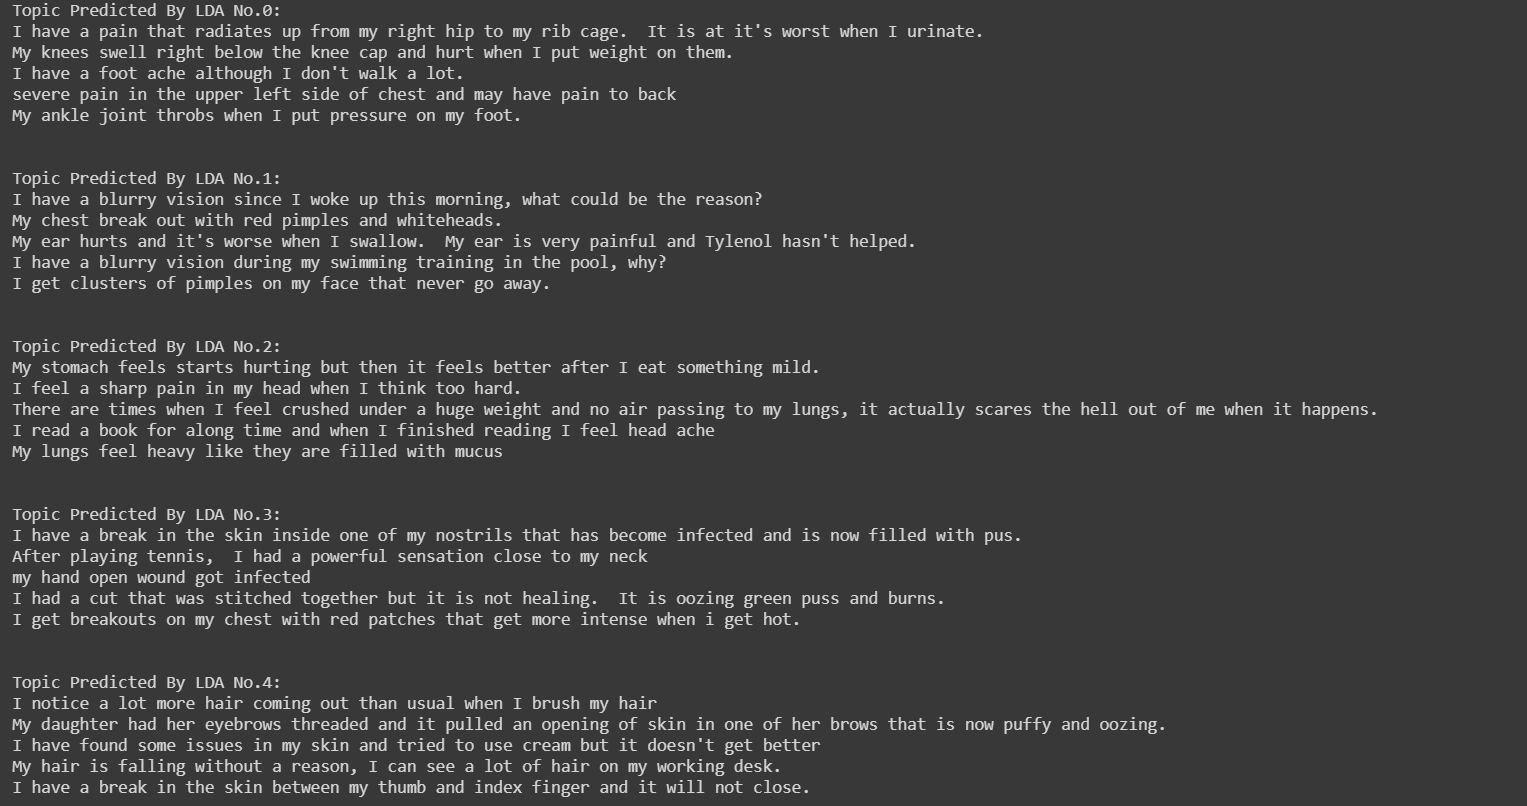 Topic Predicted By LDA No.0:
I have a pain that radiates up from my right hip to my rib cage.  It is at it's worst when I urinate.
My knees swell right below the knee cap and hurt when I put weight on them.
I have a foot ache although I don't walk a lot.
severe pain in the upper left side of chest and may have pain to back
My ankle joint throbs when I put pressure on my foot.
Topic Predicted By LDA No.1:
I have a blurry vision since I woke up this morning, what could be the reason?
My chest break out with red pimples and whiteheads.
My ear hurts and it's worse when I swallow.  My ear is very painful and Tylenol hasn't helped.
I have a blurry vision during my swimming training in the pool, why?
I get clusters of pimples on my face that never go away.
Topic Predicted By LDA No.2:
My stomach feels starts hurting but then it feels better after I eat something mild.
I feel a sharp pain in my head when I think too hard.
There are times when I feel crushed under a huge weight and no air passing to my lungs, it actually scares the hell out of me when it happens.
I read a book for along time and when I finished reading I feel head ache
My lungs feel heavy like they are filled with mucus
Topic Predicted By LDA No.3:
I have a break in the skin inside one of my nostrils that has become infected and is now filled with pus.
After playing tennis,  I had a powerful sensation close to my neck
my hand open wound got infected
I had a cut that was stitched together but it is not healing.  It is oozing green puss and burns.
I get breakouts on my chest with red patches that get more intense when i get hot.
Topic Predicted By LDA No.4:
I notice a lot more hair coming out than usual when I brush my hair
My daughter had her eyebrows threaded and it pulled an opening of skin in one of her brows that is now puffy and oozing.
I have found some issues in my skin and tried to use cream but it doesn't get better
My hair is falling without a reason, I can see a lot of hair on my working desk.
I have a break in the skin between my thumb and index finger and it will not close.